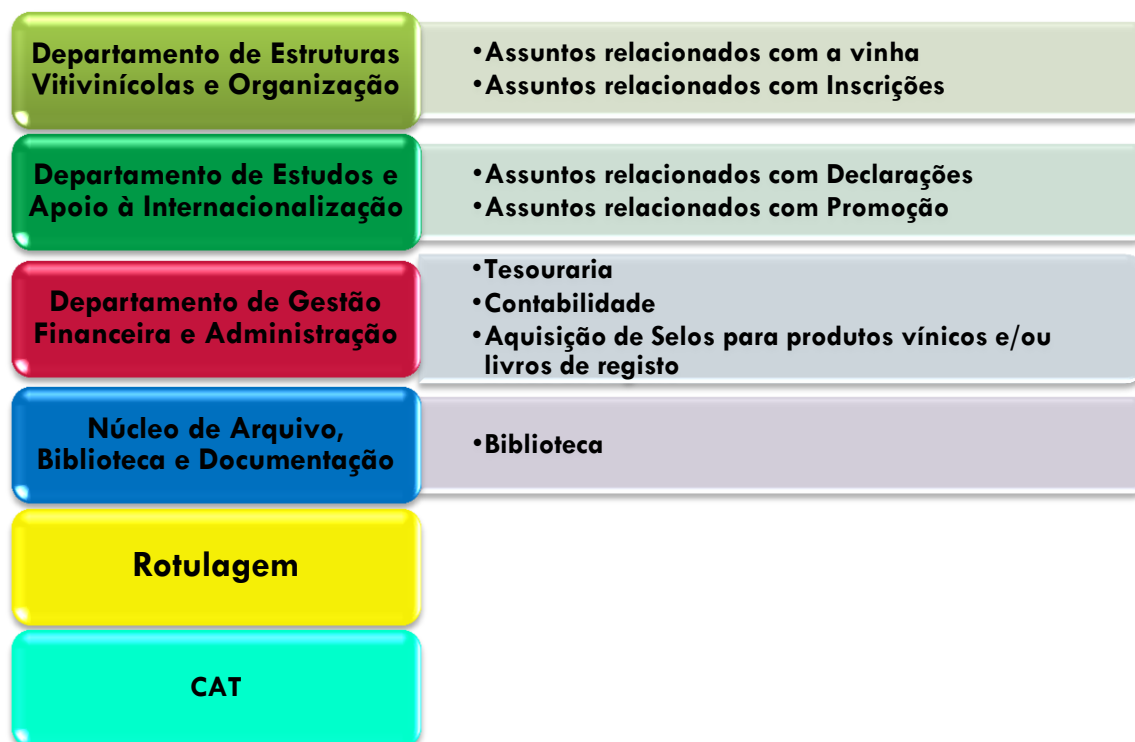 Departamento de Estruturas
Vitivinícolas e Organização
•Assuntos relacionados com a vinha
•Assuntos relacionados com Inscrições
Departamento de Estudos e
Apoio à Internacionalização
•Assuntos relacionados com Declarações
•Assuntos relacionados com Promoção
Departamento de Gestão
Financeira e Administração
•Tesouraria
•Contabilidade
•Aquisição de Selos para produtos vínicos e/ou
livros de registo
Núcleo de Arquivo,
Biblioteca e Documentação
•Biblioteca
Rotulagem
CAT